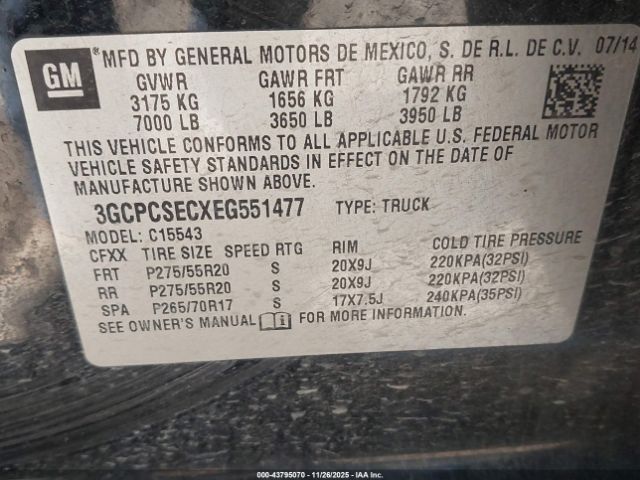 GM ® MFD BY GENERAL MOTORS DE MEXICO, S. DE R.L. DE C.V. 07/14
GVWR GAWR FRT GAWR RR
3175 KG 1656 KG 1792 KG
7000 LB 3650 LB 3950 LB
THIS VEHICLE CONFORMS TO ALL APPLICABLE U.S. FEDERAL MOTOR
VEHICLE SAFETY STANDARDS IN EFFECT ON THE DATE OF
MANUFACTURE SHOWN ABOVE.
3GCPCSECXEG551477 TYPE: TRUCK
MODEL: C15543
CFXX TIRE SIZE SPEED RTG RIM COLD TIRE PRESSURE
FRT P275/55R20 S 20X9J 220KPA(32PSI)
RR P275/55R20 S 20X9J 220KPA(32PSI)
SPA P265/70R17 S 17X7.5J 240KPA(35PSI)
SEE OWNER'S MANUAL FOR MORE INFORMATION.
000-43795070 - 11/26/2025 - IAA.com